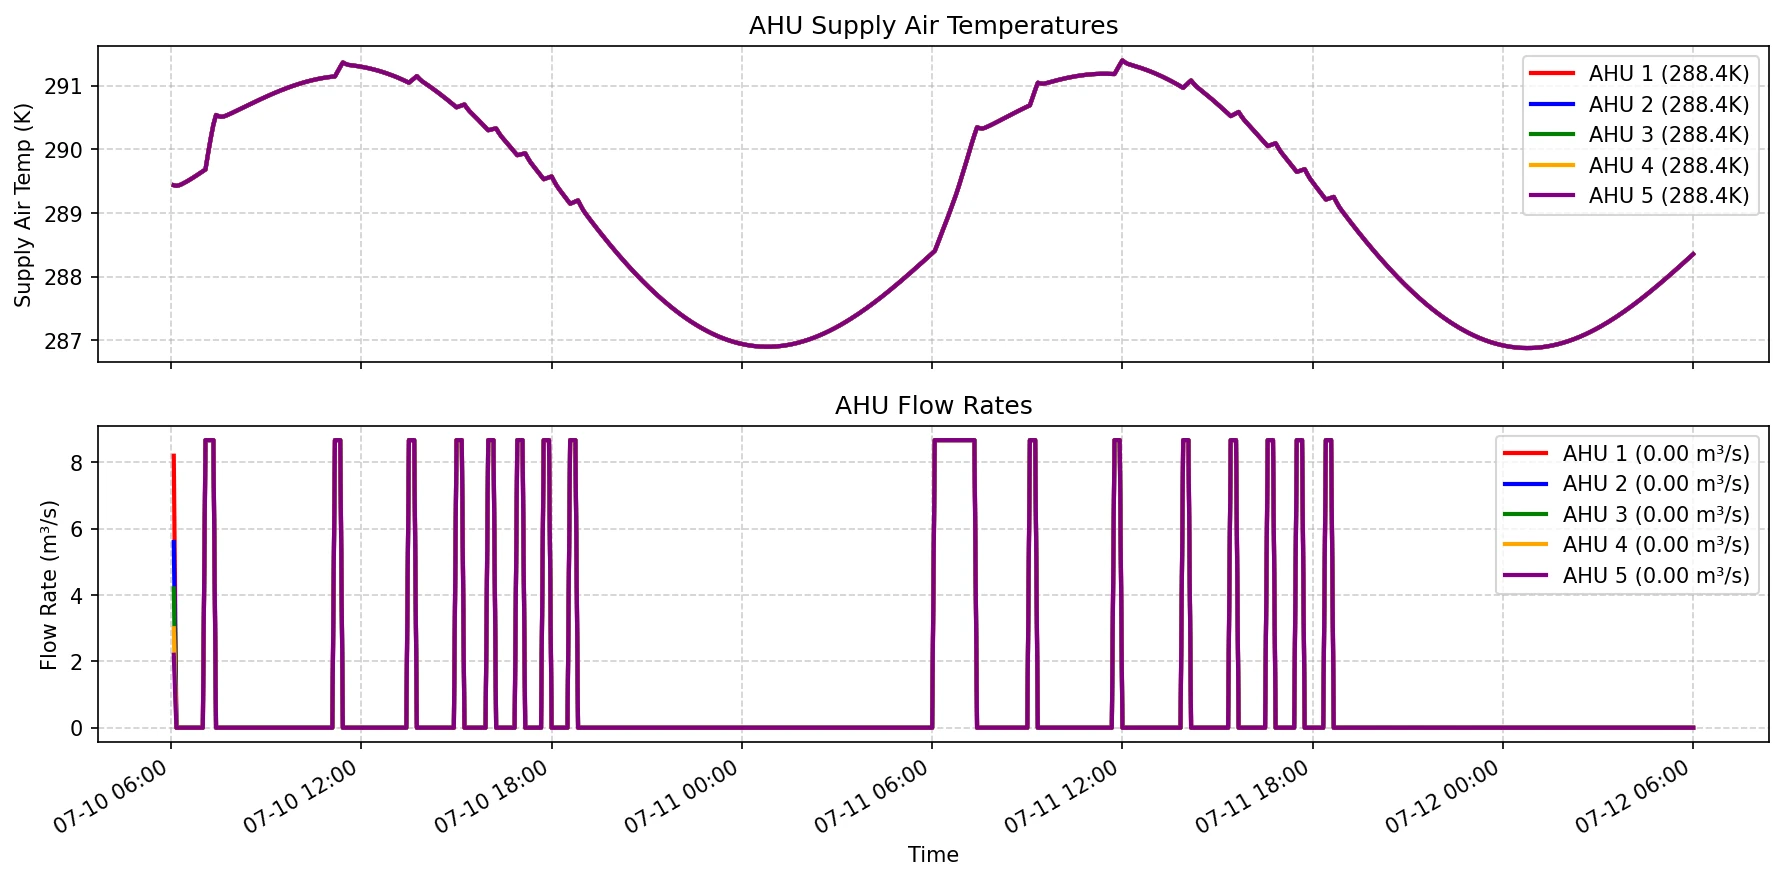 AHU Supply Air Temperatures
Supply Air Temp (K)
291
290
289
288
287
AHU 1 (288.4K)
AHU 2 (288.4K)
AHU 3 (288.4K)
AHU 4 (288.4K)
AHU 5 (288.4K)
AHU Flow Rates
Flow Rate (m³/s)
8
6
4
2
0
AHU 1 (0.00 m³/s)
AHU 2 (0.00 m³/s)
AHU 3 (0.00 m³/s)
AHU 4 (0.00 m³/s)
AHU 5 (0.00 m³/s)
07-10 06:00
07-10 12:00
07-10 18:00
07-11 00:00
07-11 06:00
07-11 12:00
07-11 18:00
07-12 00:00
07-12 06:00
Time